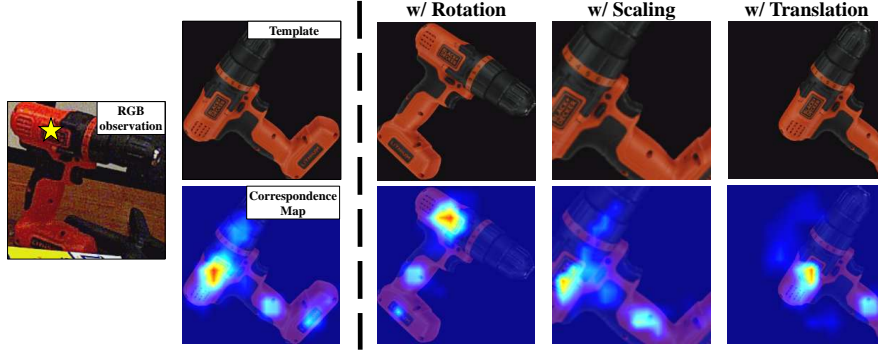 w/ Rotation
w/ Scaling
w/ Translation
Template
RGB
observation
Correspondence
Map